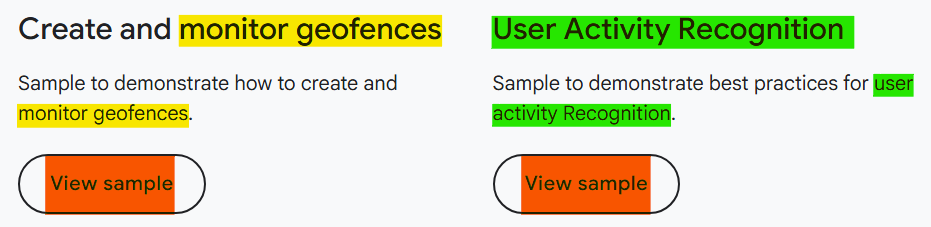 Create and monitor geofences
Sample to demonstrate how to create and
monitor geofences.
View sample
User Activity Recognition
Sample to demonstrate best practices for user
activity Recognition.
View sample